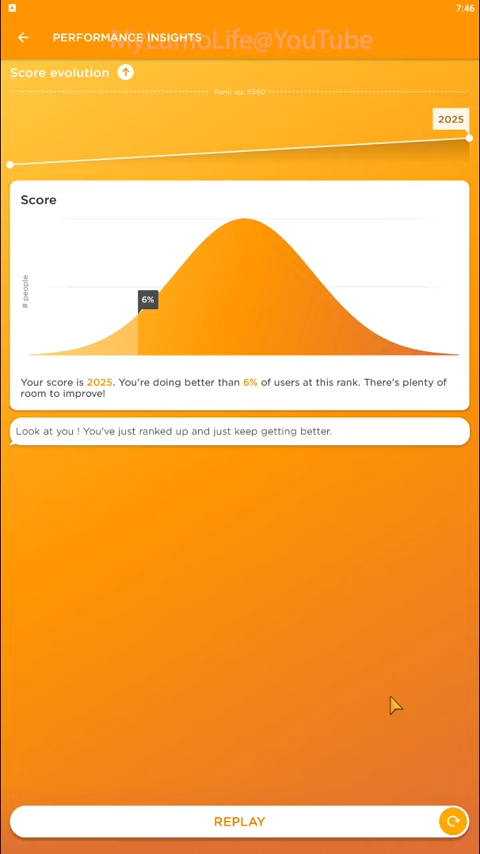 A
7:46
PERFORMANCE INSIGHTS
MyLumoLife@YouTube
Score evolution
Rank up: 5580
2025
Score
# people
6%
Your score is 2025. You're doing better than 6% of users at this rank. There's plenty of
room to improve!
Look at you ! You've just ranked up and just keep getting better.
REPLAY